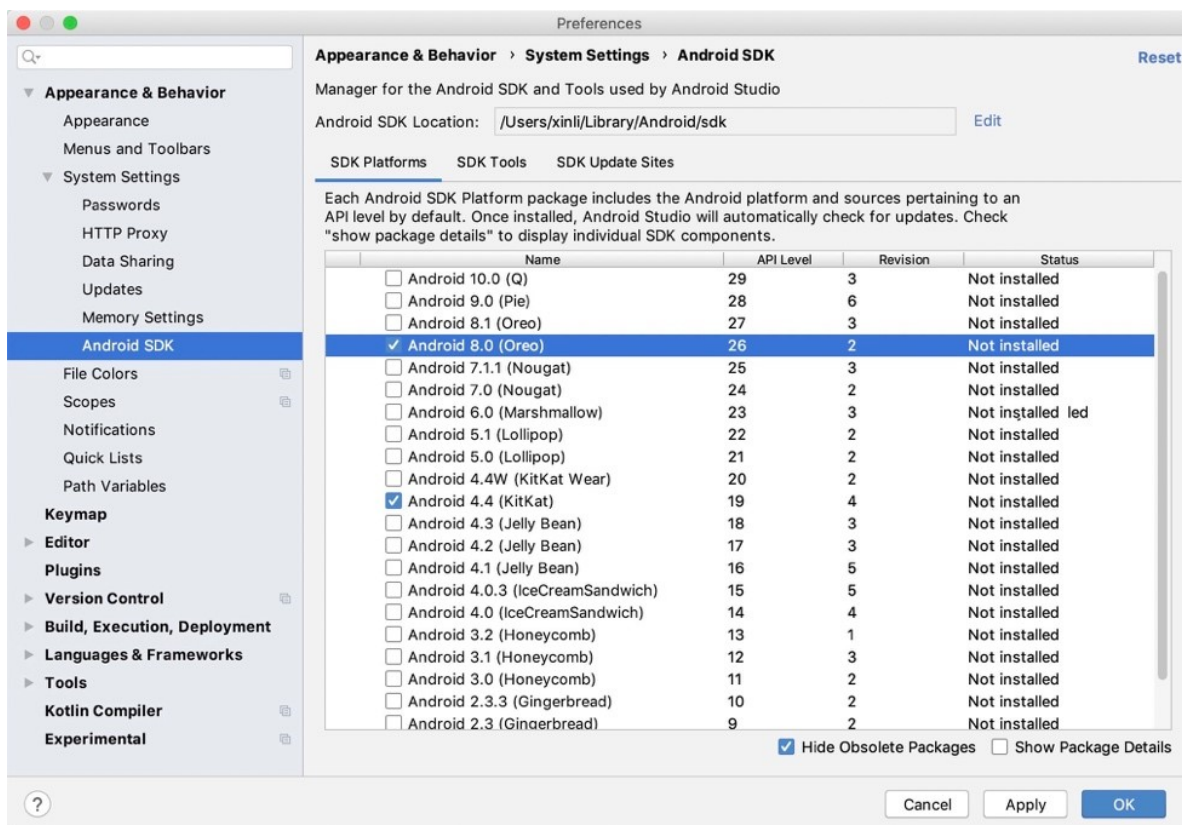 Preferences
Appearance & Behavior › System Settings › Android SDK
Reset
Manager for the Android SDK and Tools used by Android Studio
Android SDK Location: /Users/xinli/Library/Android/sdk Edit
SDK Platforms SDK Tools SDK Update Sites
Each Android SDK Platform package includes the Android platform and sources pertaining to an
API level by default. Once installed, Android Studio will automatically check for updates. Check
"show package details" to display individual SDK components.
Name API Level Revision Status
Android 10.0 (Q) 29 3 Not installed
Android 9.0 (Pie) 28 6 Not installed
Android 8.1 (Oreo) 27 3 Not installed
Android 8.0 (Oreo) 26 2 Not installed
Android 7.1.1 (Nougat) 25 3 Not installed
Android 7.0 (Nougat) 24 2 Not installed
Android 6.0 (Marshmallow) 23 3 Not installed led
Android 5.1 (Lollipop) 22 2 Not installed
Android 5.0 (Lollipop) 21 2 Not installed
Android 4.4W (KitKat Wear) 20 2 Not installed
Android 4.4 (KitKat) 19 4 Not installed
Android 4.3 (Jelly Bean) 18 3 Not installed
Android 4.2 (Jelly Bean) 17 3 Not installed
Android 4.1 (Jelly Bean) 16 5 Not installed
Android 4.0.3 (IceCreamSandwich) 15 5 Not installed
Android 4.0 (IceCreamSandwich) 14 4 Not installed
Android 3.2 (Honeycomb) 13 1 Not installed
Android 3.1 (Honeycomb) 12 3 Not installed
Android 3.0 (Honeycomb) 11 2 Not installed
Android 2.3.3 (Gingerbread) 10 2 Not installed
Android 2.3 (Gingerbread) 9 2 Not installed
Hide Obsolete Packages Show Package Details
Appearance & Behavior
Appearance
Menus and Toolbars
System Settings
Passwords
HTTP Proxy
Data Sharing
Updates
Memory Settings
Android SDK
File Colors
Scopes
Notifications
Quick Lists
Path Variables
Keymap
Editor
Plugins
Version Control
Build, Execution, Deployment
Languages & Frameworks
Tools
Kotlin Compiler
Experimental
? Cancel Apply OK